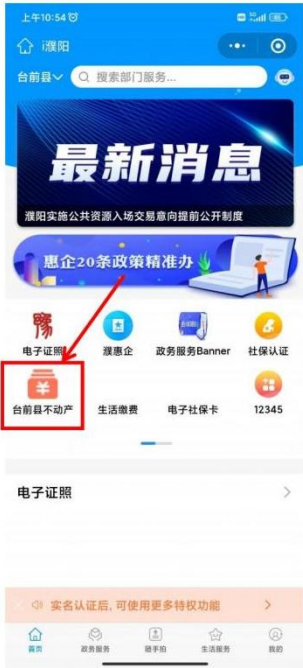 上午10:54
5G
i濮阳
台前县
搜索部门服务...
最新消息
濮阳实施公共资源入场交易意向提前公开制度
惠企20条政策精准办
豫
电子证照
濮惠企
政务服务Banner
社保认证
¥
台前县不动产
生活缴费
电子社保卡
12345
电子证照
实名认证后,可使用更多特权功能
首页
政务服务
随手拍
生活服务
我的